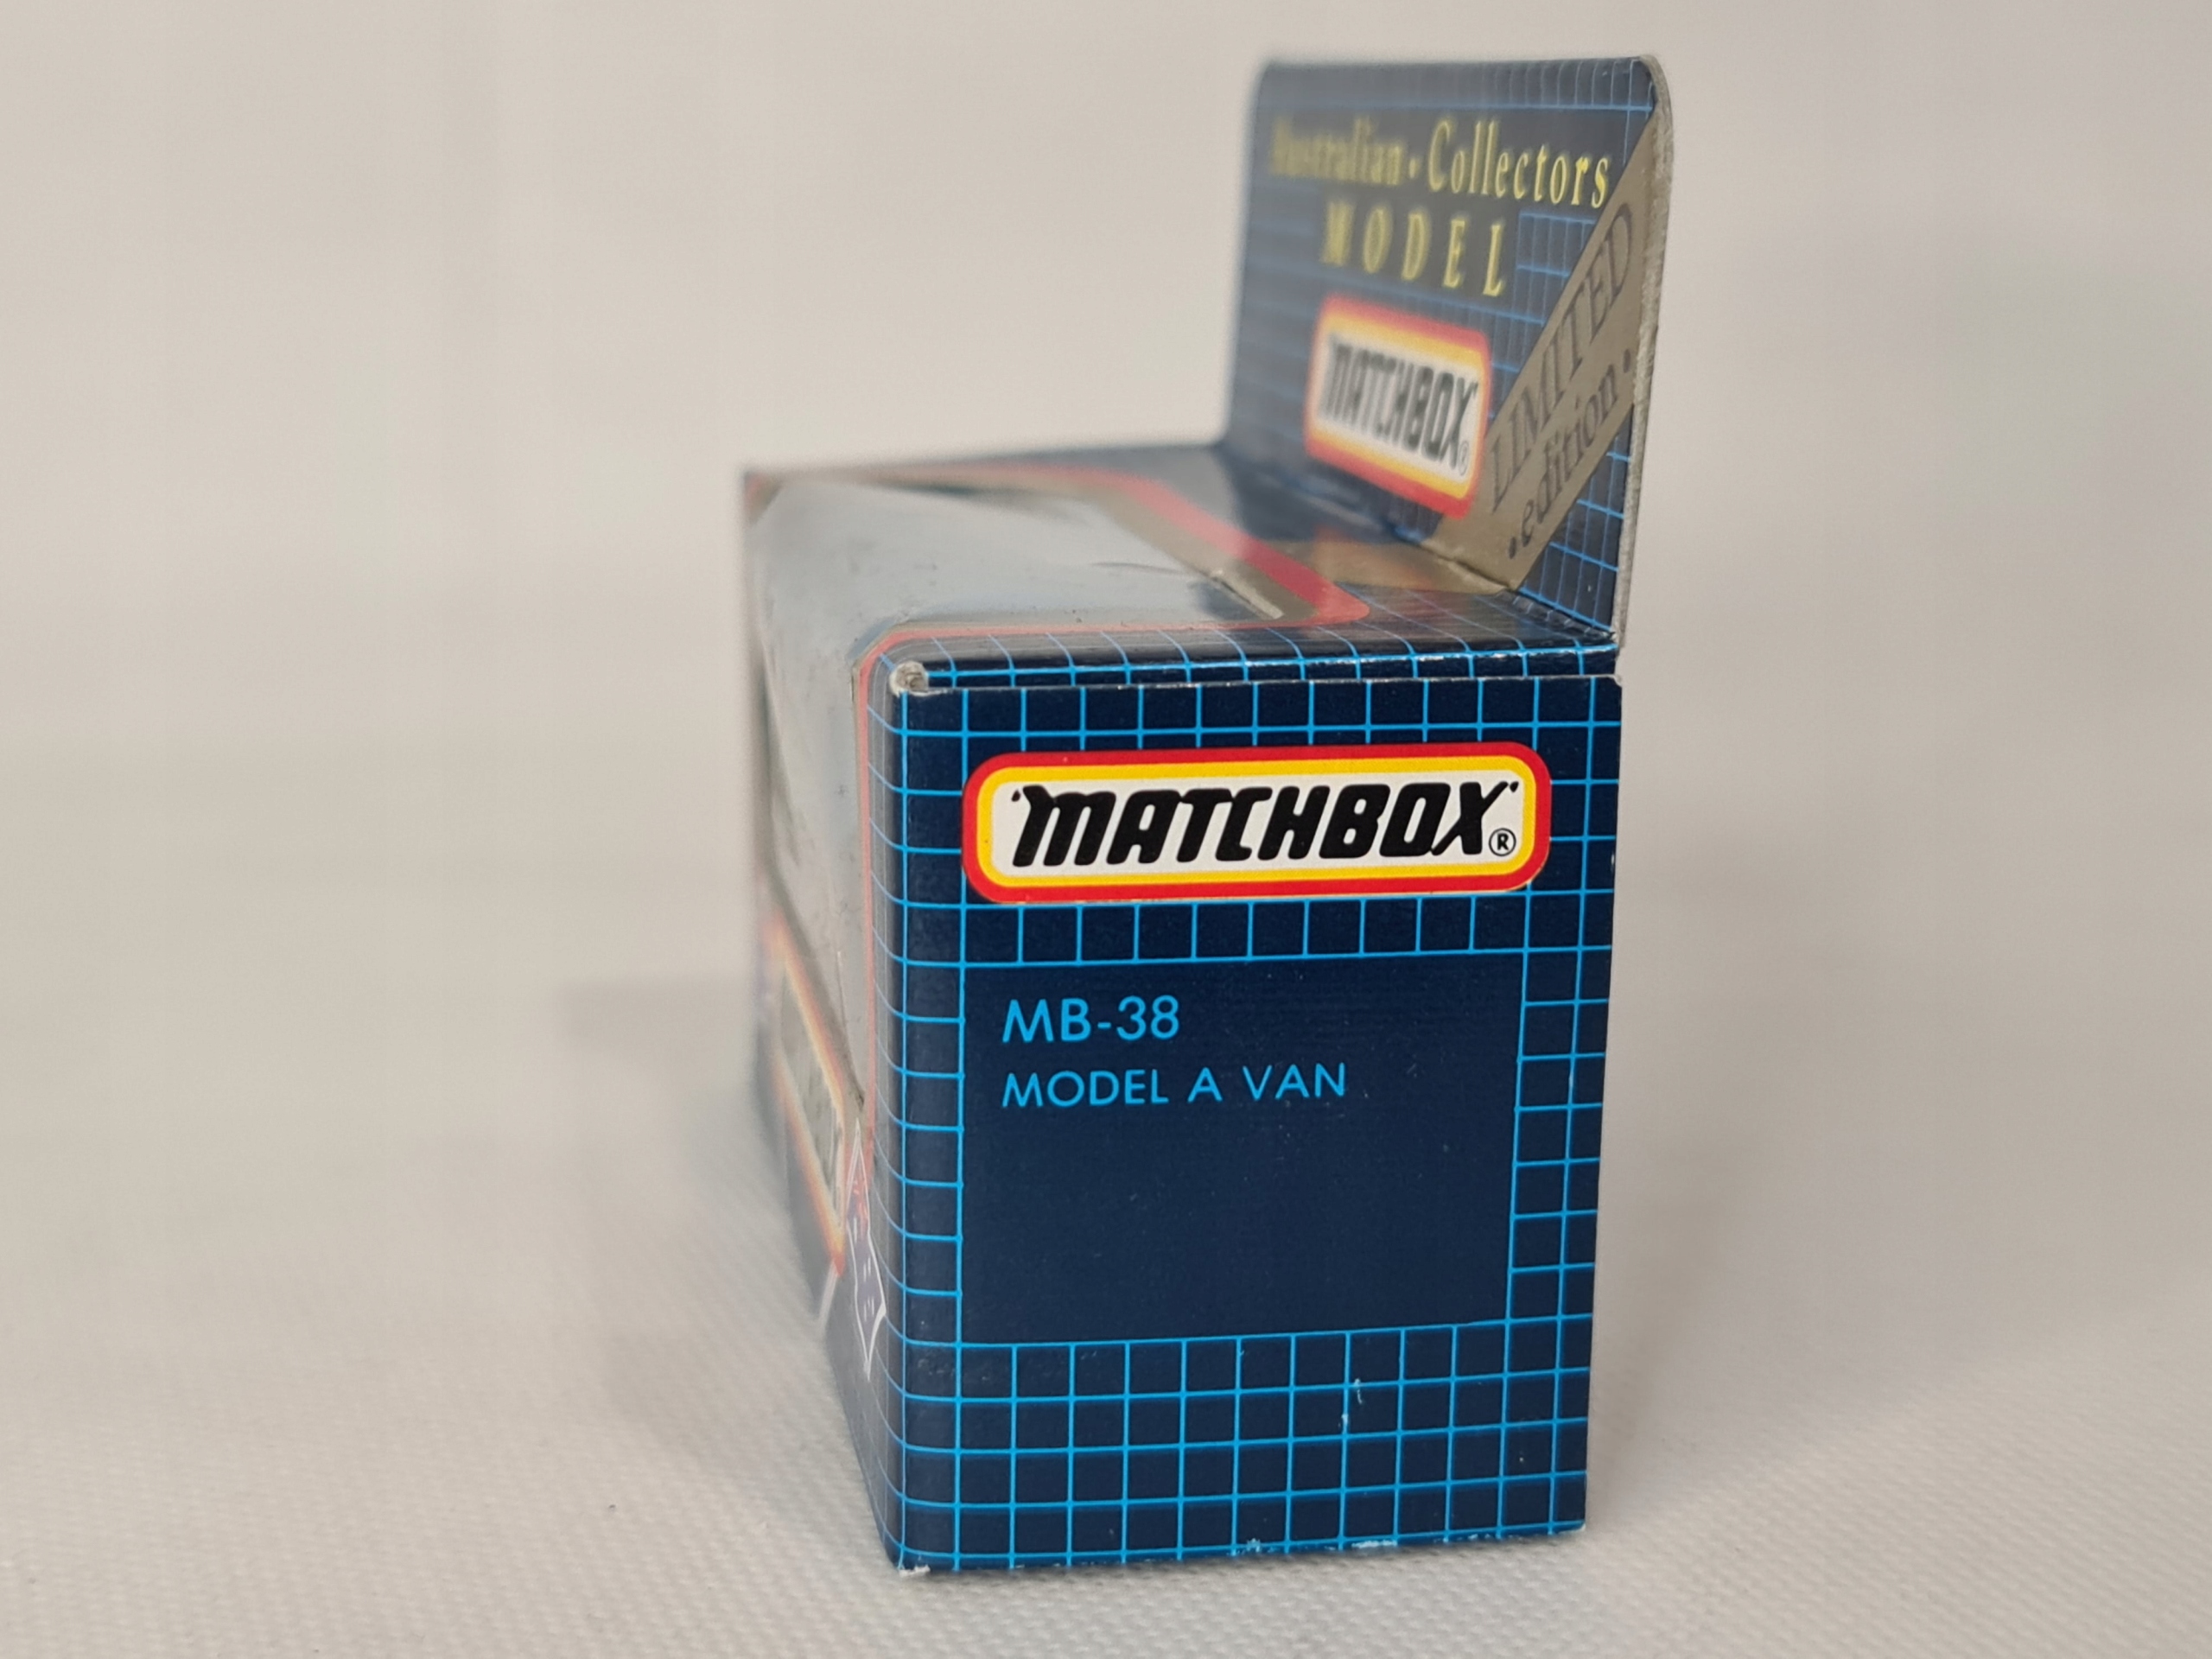 Australian • Collectors
MODEL
MATCHBOX®
LIMITED
• edition •
MATCHBOX®
MB-38
MODEL A VAN